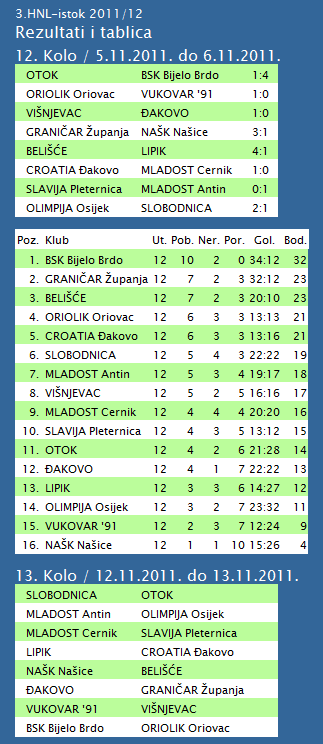 3.HNL-istok 2011/12
Rezultati i tablica
12. Kolo / 5.11.2011. do 6.11.2011.
OTOK BSK Bijelo Brdo 1:4
ORIOLIK Oriovac VUKOVAR '91 1:0
VIŠNJEVAC ĐAKOVO 1:0
GRANIČAR Županja NAŠK Našice 3:1
BELIŠĆE LIPIK 4:1
CROATIA Đakovo MLADOST Cernik 1:0
SLAVIJA Pleternica MLADOST Antin 0:1
OLIMPIJA Osijek SLOBODNICA 2:1
Poz. Klub Ut. Pob. Ner. Por. Gol. Bod.
1. BSK Bijelo Brdo 12 10 2 0 34:12 32
2. GRANIČAR Županja 12 7 2 3 32:12 23
3. BELIŠĆE 12 7 2 3 20:10 23
4. ORIOLIK Oriovac 12 6 3 3 13:13 21
5. CROATIA Đakovo 12 6 3 3 13:16 21
6. SLOBODNICA 12 5 4 3 22:22 19
7. MLADOST Antin 12 5 3 4 19:17 18
8. VIŠNJEVAC 12 5 2 5 16:16 17
9. MLADOST Cernik 12 4 4 4 20:20 16
10. SLAVIJA Pleternica 12 4 3 5 13:12 15
11. OTOK 12 4 2 6 21:28 14
12. ĐAKOVO 12 4 1 7 22:22 13
13. LIPIK 12 3 3 6 14:27 12
14. OLIMPIJA Osijek 12 3 2 7 23:32 11
15. VUKOVAR '91 12 2 3 7 12:24 9
16. NAŠK Našice 12 1 1 10 15:26 4
13. Kolo / 12.11.2011. do 13.11.2011.
SLOBODNICA OTOK
MLADOST Antin OLIMPIJA Osijek
MLADOST Cernik SLAVIJA Pleternica
LIPIK CROATIA Đakovo
NAŠK Našice BELIŠĆE
ĐAKOVO GRANIČAR Županja
VUKOVAR '91 VIŠNJEVAC
BSK Bijelo Brdo ORIOLIK Oriovac